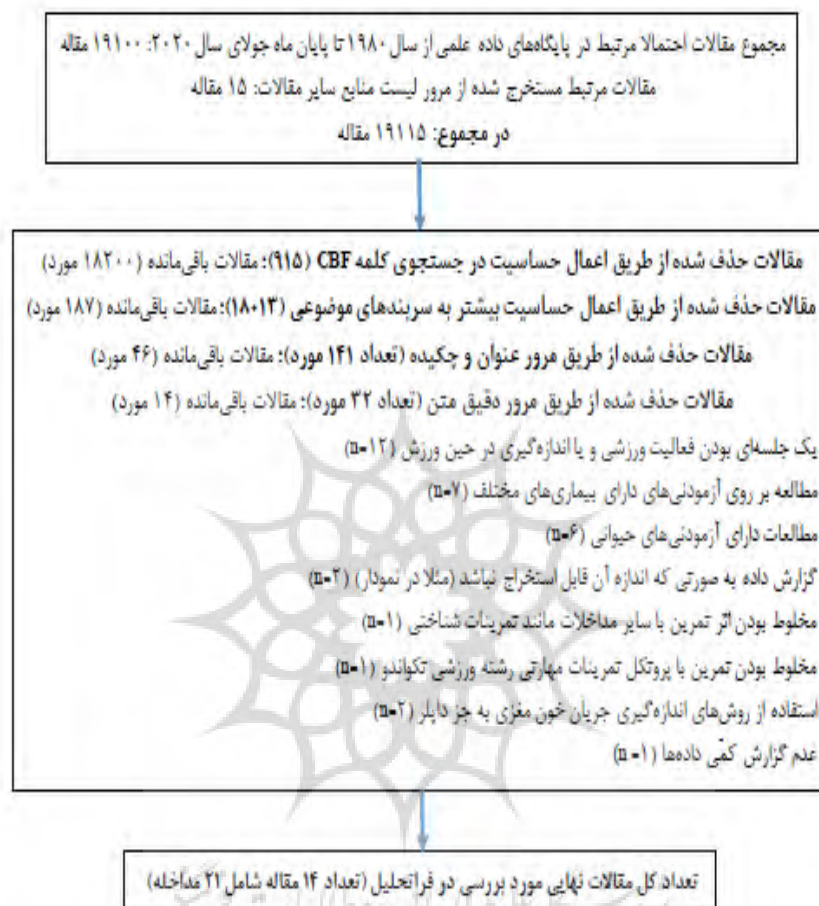 مجموع مقالات احتمالا مرتبط در پایگاه‌های داده علمی از سال ۱۹۸۰ تا پایان ماه جولای سال ۲۰۲۰: ۱۹۱۰۰ مقاله
مقالات مرتبط مستخرج شده از مرور لیست منابع سایر مقالات: ۱۵ مقاله
در مجموع: ۱۹۱۱۵ مقاله
مقالات حذف شده از طریق اعمال حساسیت در جستجوی کلمه CBF (۹۱۵)؛ مقالات باقی‌مانده (۱۸۲۰۰ مورد)
مقالات حذف شده از طریق اعمال حساسیت بیشتر به سربندهای موضوعی (۱۸۰۱۳)؛ مقالات باقی‌مانده (۱۸۷ مورد)
مقالات حذف شده از طریق مرور عنوان و چکیده (تعداد ۱۴۱ مورد)؛ مقالات باقی‌مانده (۴۶ مورد)
مقالات حذف شده از طریق مرور دقیق متن (تعداد ۳۲ مورد)؛ مقالات باقی‌مانده (۱۴ مورد)
یک جلسه‌ای بودن فعالیت ورزشی و یا اندازه‌گیری در حین ورزش (n=۱۲)
مطالعه بر روی آزمودنی‌های دارای بیماری‌های مختلف (n=۷)
مطالعات دارای آزمودنی‌های حیوانی (n=۶)
گزارش داده به صورتی که اندازه آن قابل استخراج نباشد (مثلا در نمودار) (n=۲)
مخلوط بودن اثر تمرین با سایر مداخلات مانند تمرینات شناختی (n=۱)
مخلوط بودن تمرین با پروتکل تمرینات مهارتی رشته ورزشی تکواندو (n=۱)
استفاده از روش‌های اندازه‌گیری جریان خون مغزی به جز داپلر (n=۲)
عدم گزارش کمّی داده‌ها (n=۱)
تعداد کل مقالات نهایی مورد بررسی در فراتحلیل (تعداد ۱۴ مقاله شامل ۲۱ مداخله)